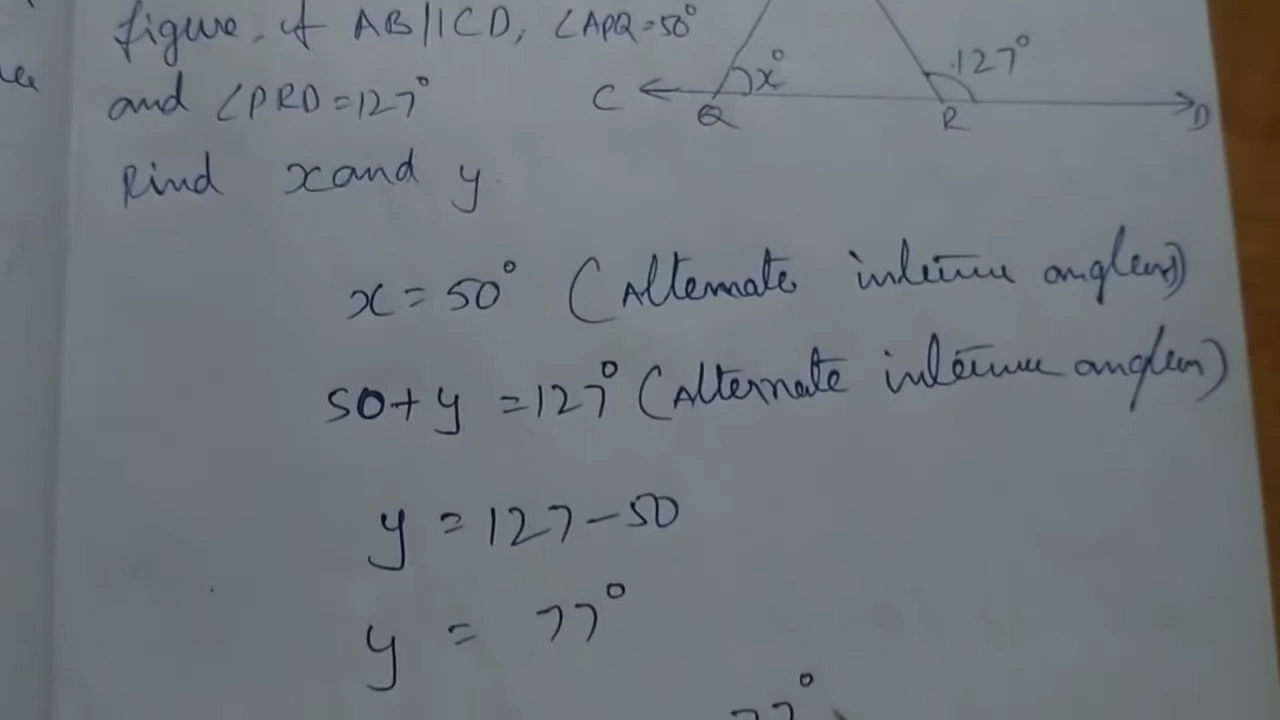 figure, if AB||CD, ∠APQ=50°
and ∠PRD=127°
Find x and y.
x°
127°
C
Q
R
D
x = 50° (Alternate interior angles)
50+y =127° (Alternate interior angles)
y = 127-50
y = 77°
77°